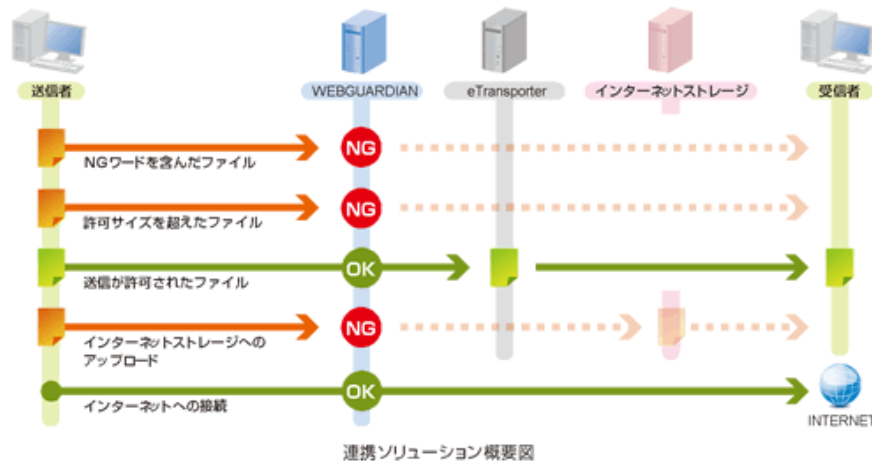 送信者
WEBGUARDIAN
eTransporter
インターネットストレージ
受信者
NG
NGワードを含んだファイル
NG
許可サイズを超えたファイル
OK
送信が許可されたファイル
NG
インターネットストレージへの
アップロード
OK
インターネットへの接続
INTERNET
連携ソリューション概要図